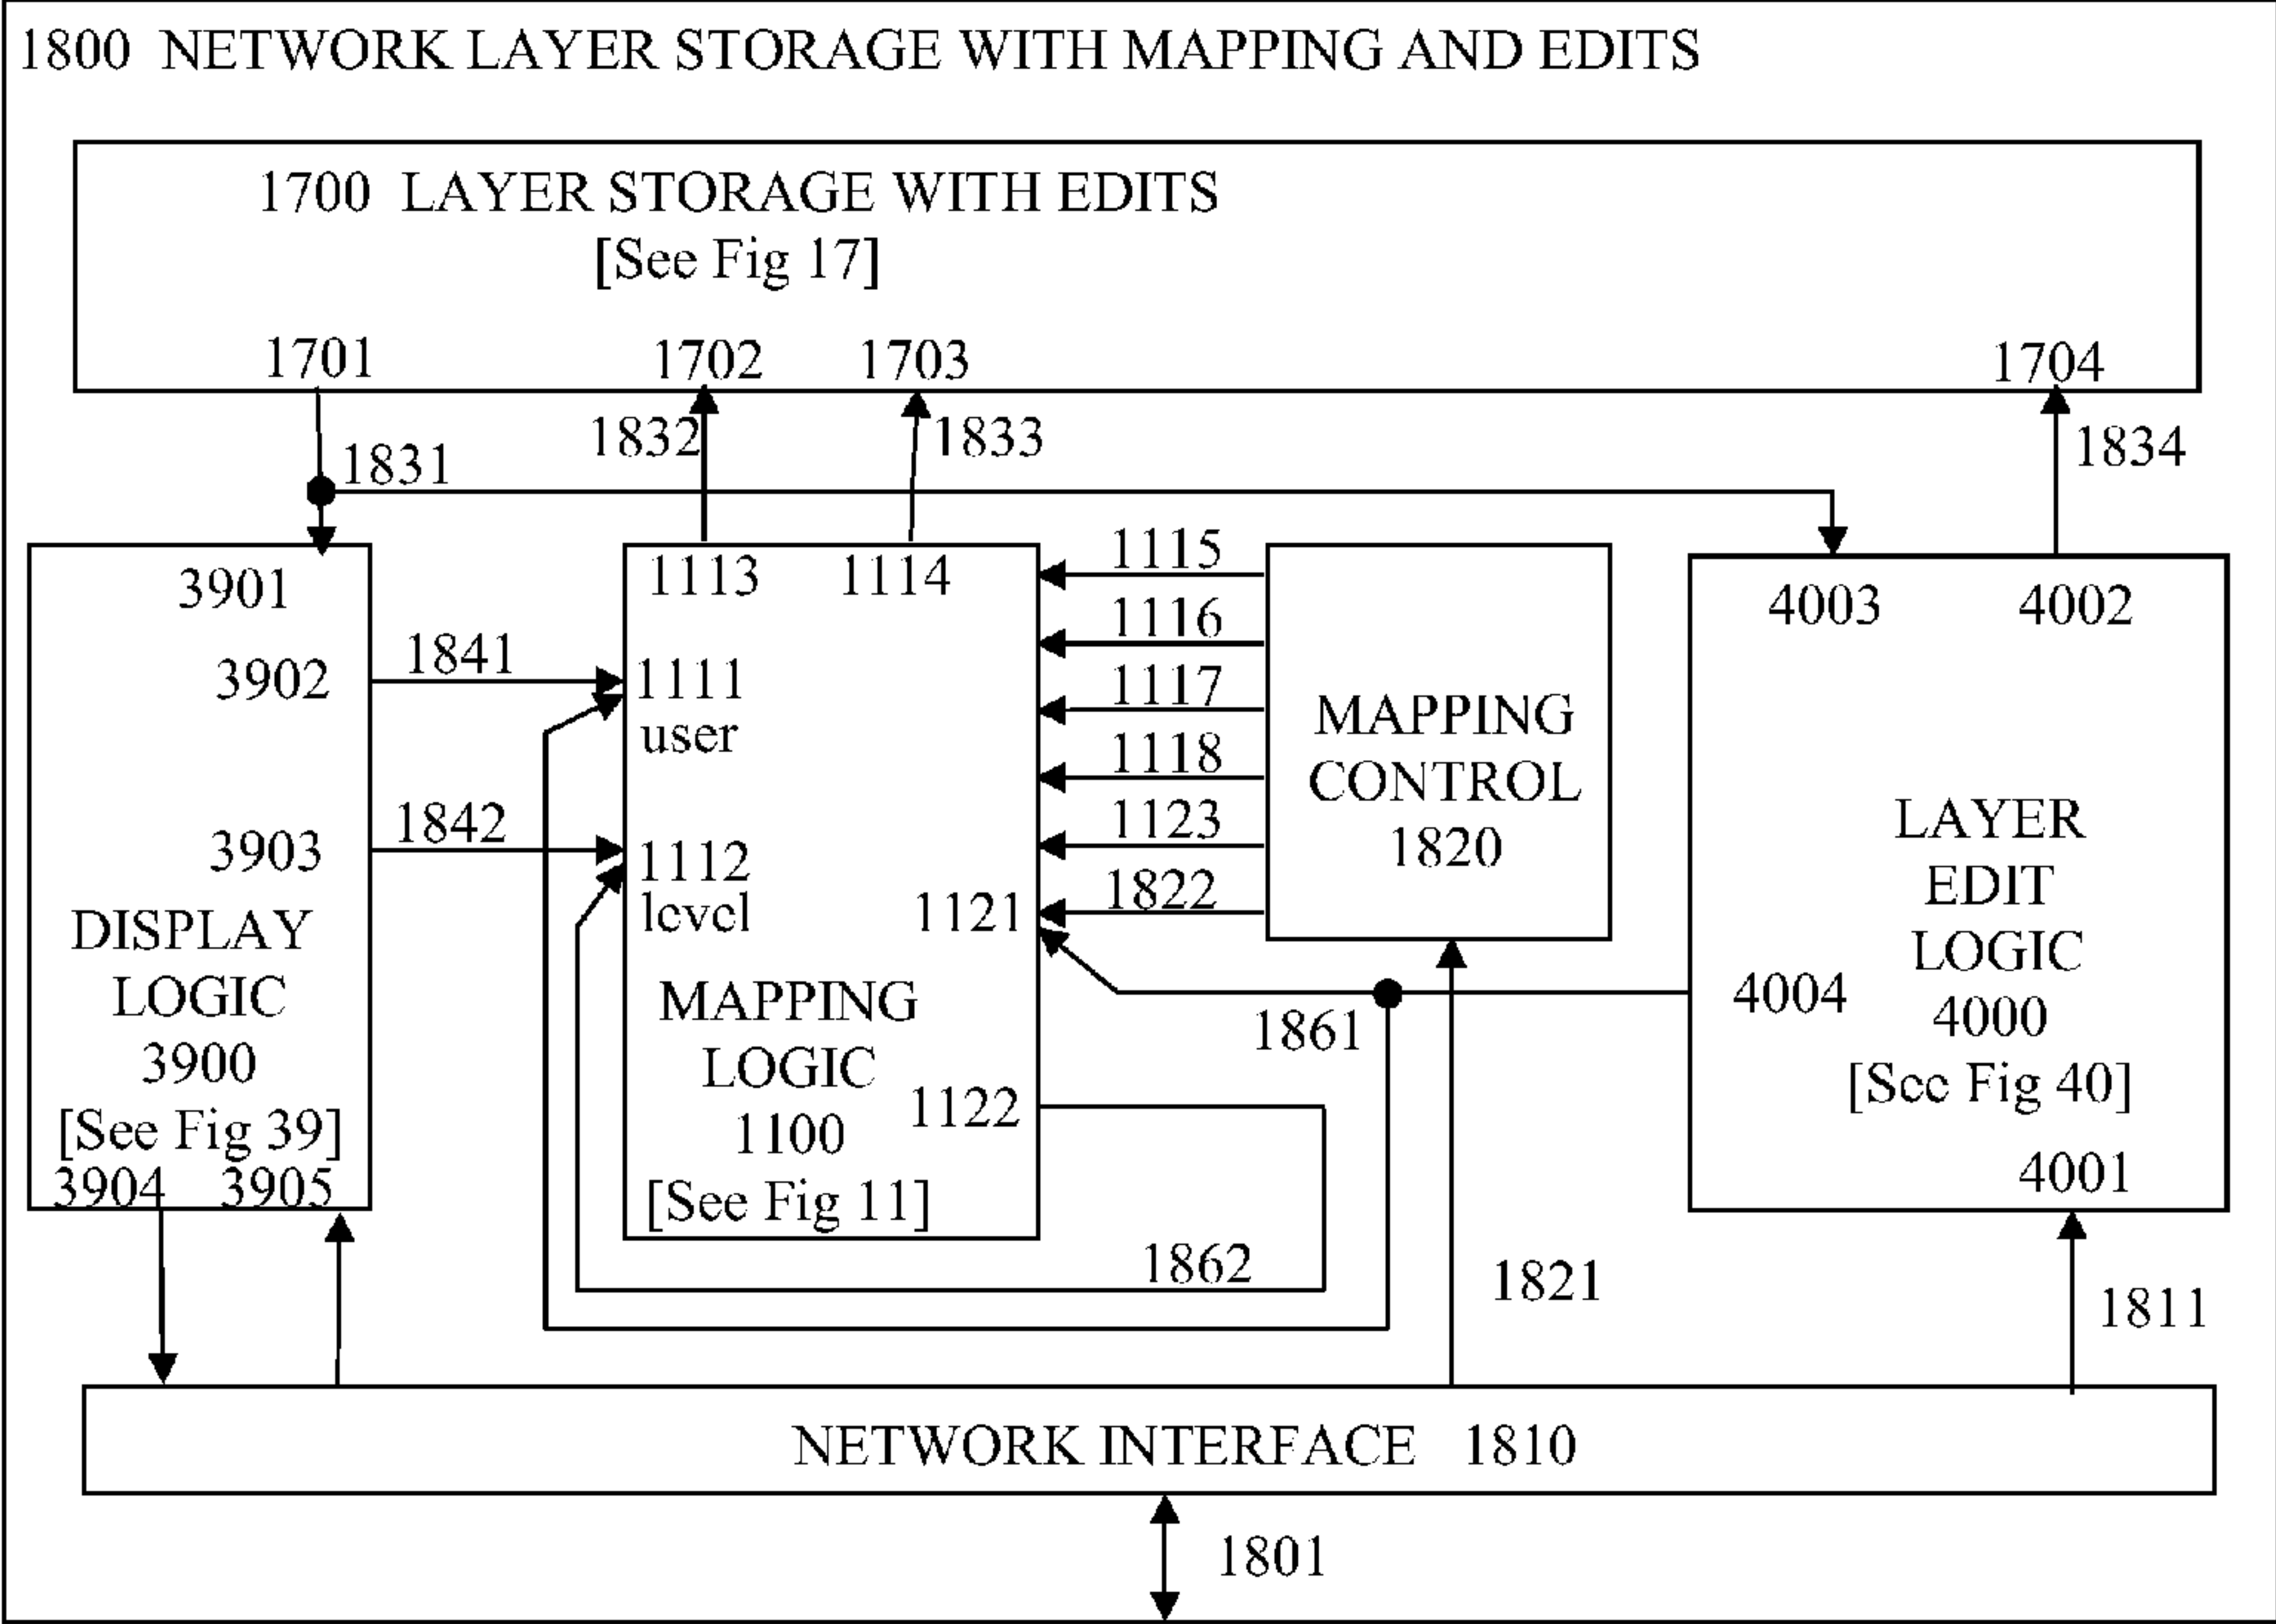 1800 NETWORK LAYER STORAGE WITH MAPPING AND EDITS
1700 LAYER STORAGE WITH EDITS
[See Fig 17]
1701
1702
1703
1704
1831
1832
1833
1834
3901
3902
3903
DISPLAY
LOGIC
3900
[See Fig 39]
3904
3905
1841
1842
1113
1114
1111
user
1112
level
1121
MAPPING
LOGIC
1122
1100
[See Fig 11]
1115
1116
1117
1118
1123
1822
MAPPING
CONTROL
1820
4003
4002
LAYER
EDIT
LOGIC
4004
4000
[See Fig 40]
4001
1861
1862
1821
1811
NETWORK INTERFACE 1810
1801